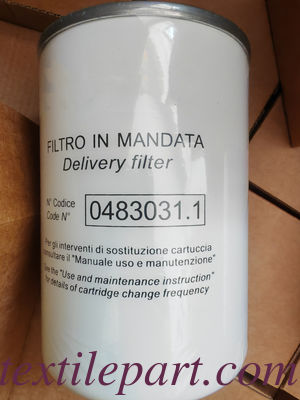 FILTRO IN MANDATA
Delivery filter
N° Codice
Code N°
0483031.1
Per gli interventi di sostituzione cartuccia
consultare il "Manuale uso e manutenzione"
See the "Use and maintenance instruction"
for details of cartridge change frequency
textilepart.com